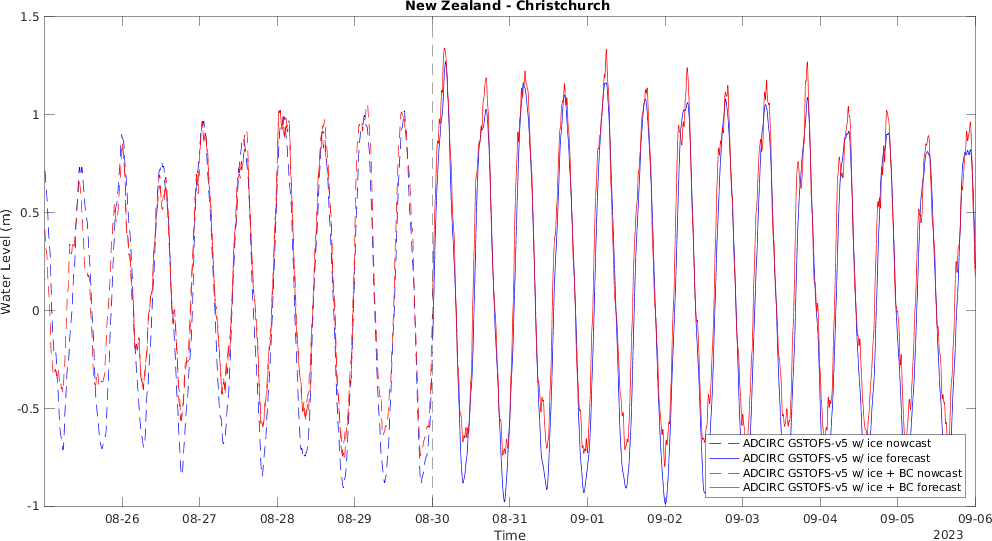 New Zealand - Christchurch
1.5
1
0.5
0
-0.5
-1
Water Level (m)
ADCIRC GSTOFS-v5 w/ ice nowcast
ADCIRC GSTOFS-v5 w/ ice forecast
ADCIRC GSTOFS-v5 w/ ice + BC nowcast
ADCIRC GSTOFS-v5 w/ ice + BC forecast
08-26 08-27 08-28 08-29 08-30 08-31 09-01 09-02 09-03 09-04 09-05 09-06
Time
2023